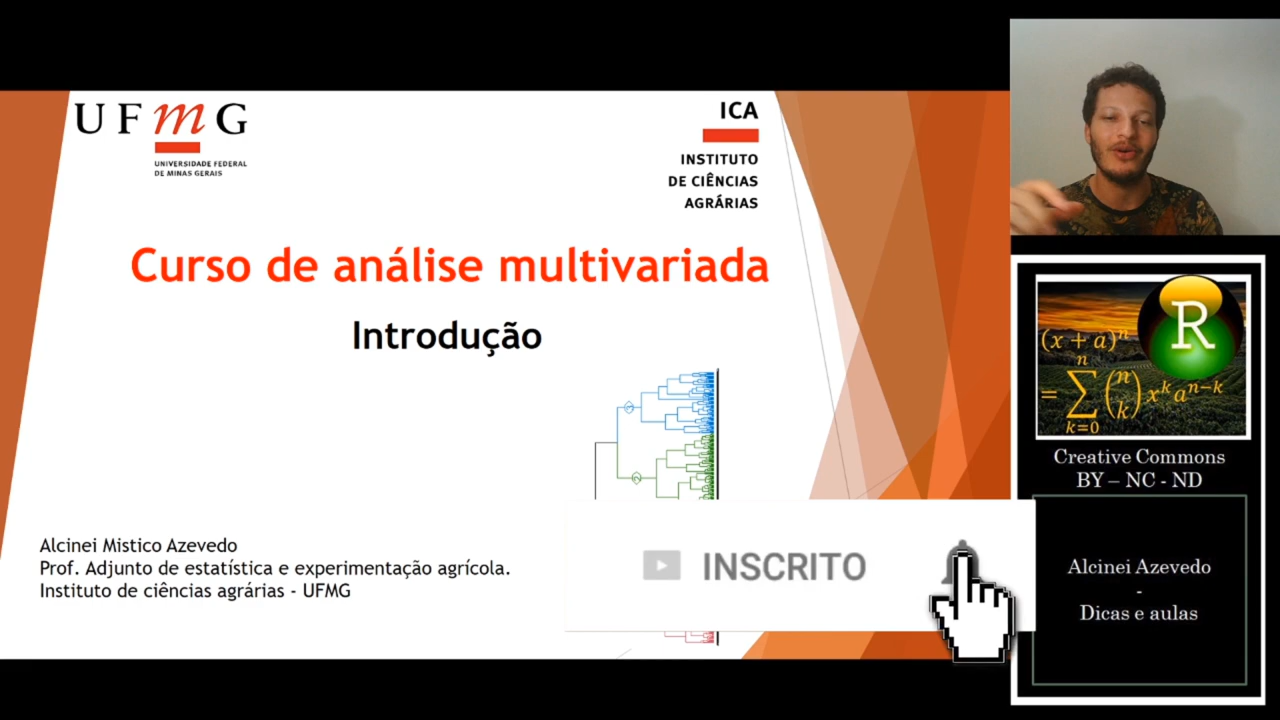 UFmG
UNIVERSIDADE FEDERAL
DE MINAS GERAIS
ICA
INSTITUTO
DE CIÊNCIAS
AGRÁRIAS
Curso de análise multivariada
Introdução
Alcinei Mistico Azevedo
Prof. Adjunto de estatística e experimentação agrícola.
Instituto de ciências agrárias - UFMG
INSCRITO
R
(x + a)^n
= ∑_{k=0}^{n} (n k) x^k a^{n-k}
Creative Commons
BY – NC - ND
Alcinei Azevedo
-
Dicas e aulas